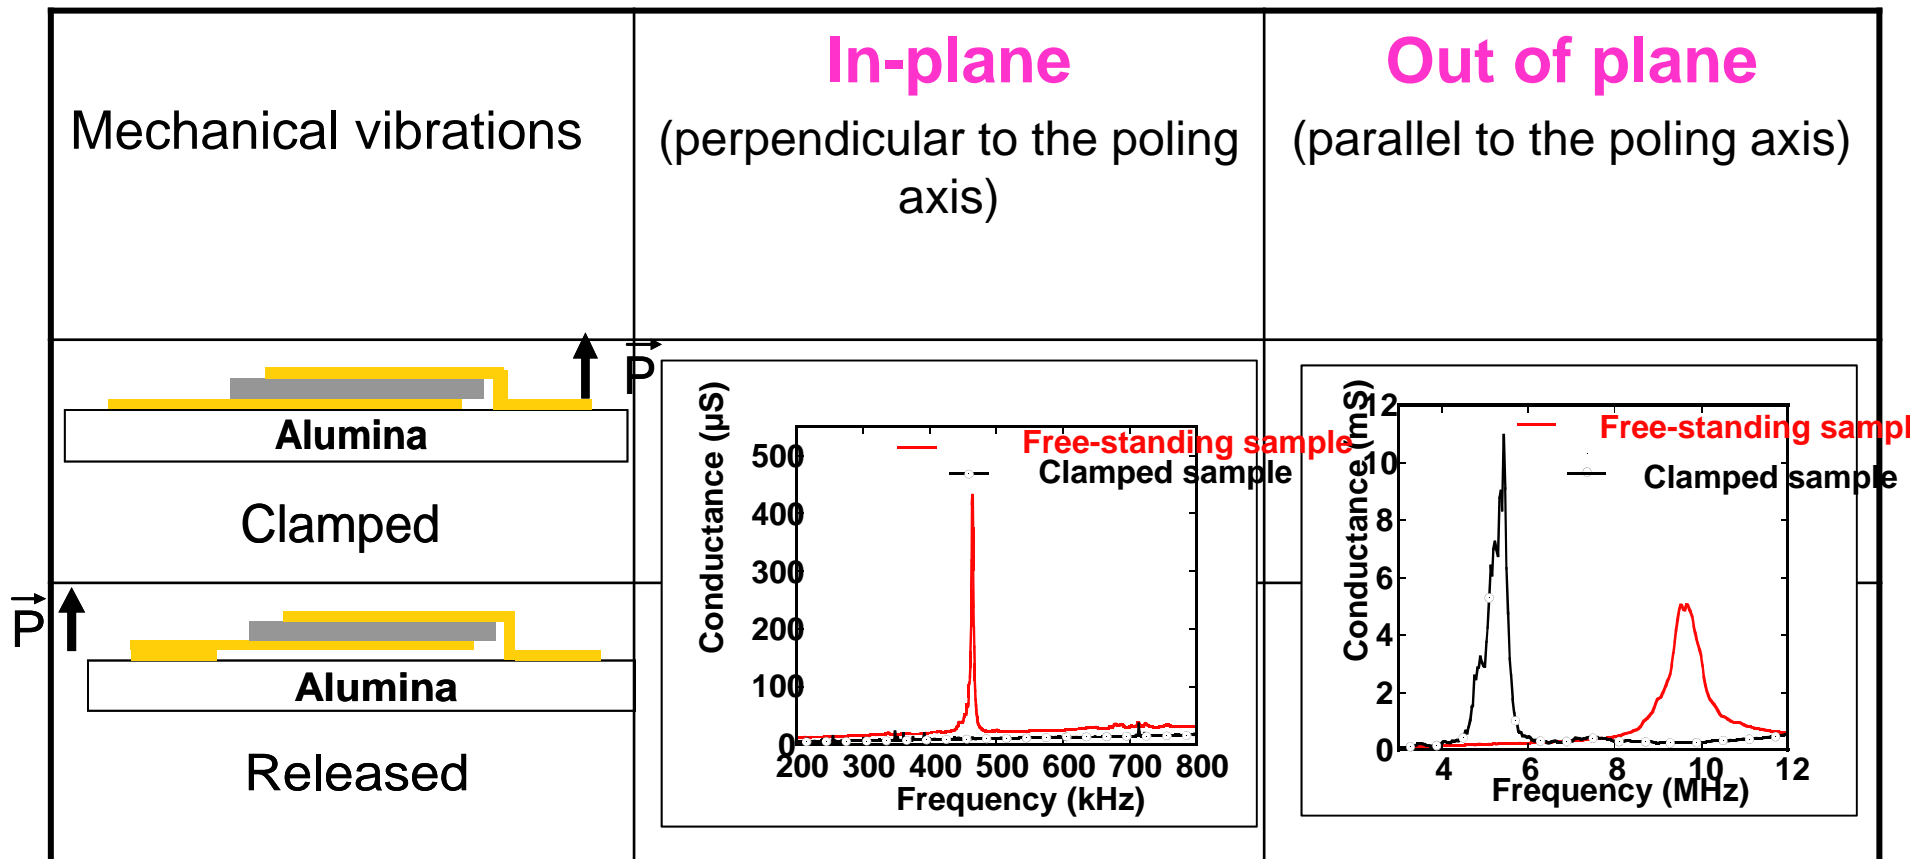 Mechanical vibrations
In-plane
(perpendicular to the poling
axis)
Out of plane
(parallel to the poling axis)
P
Alumina
Clamped
P
Alumina
Released
Conductance (µS)
500
400
300
200
100
0
Free-standing sample
Clamped sample
200 300 400 500 600 700 800
Frequency (kHz)
Conductance (mS)
12
10
8
6
4
2
0
Free-standing sampl
Clamped sample
4 6 8 10 12
Frequency (MHz)